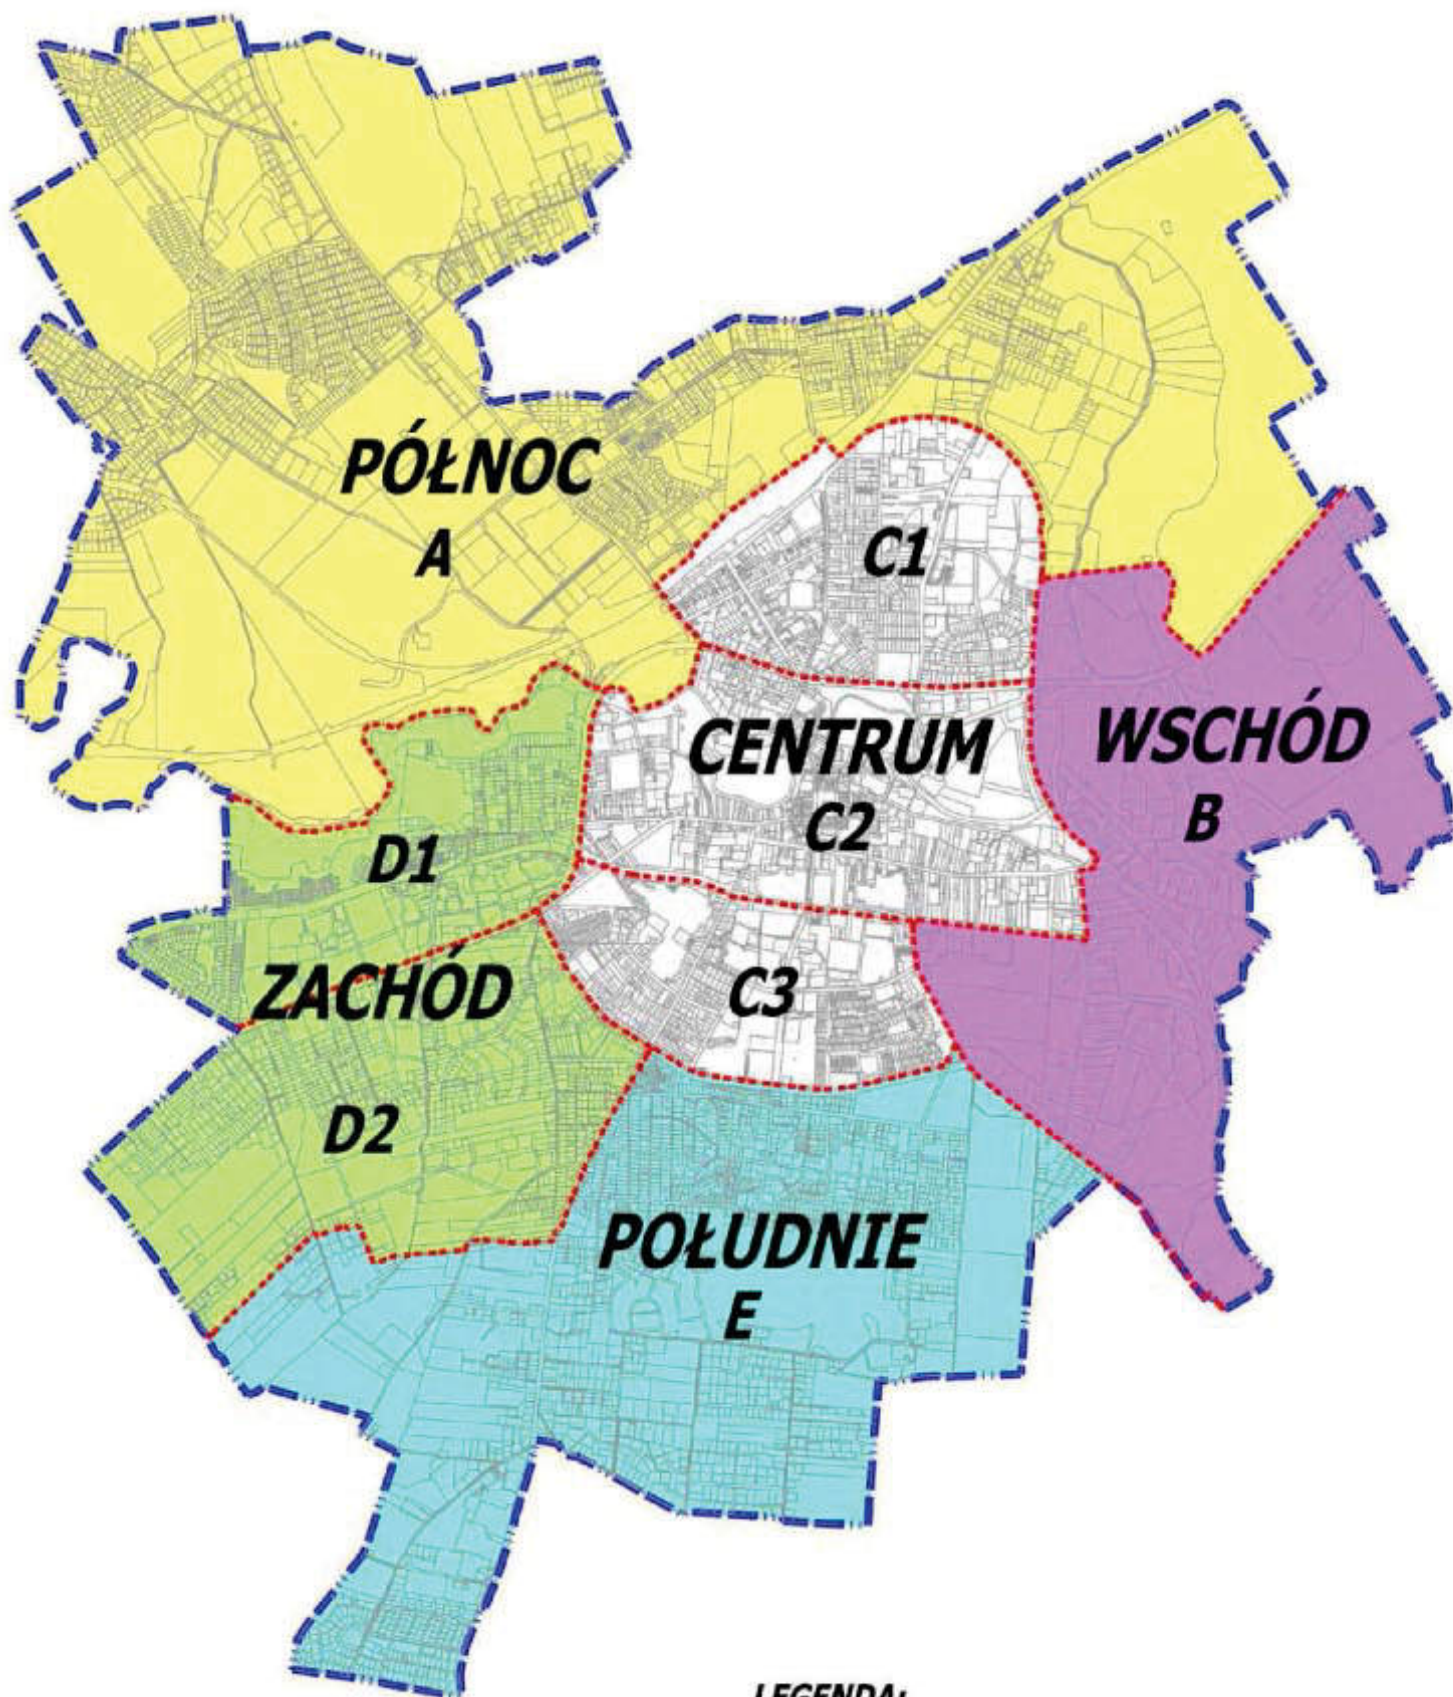 PÓŁNOC
A
C1
CENTRUM
C2
WSCHÓD
B
D1
ZACHÓD
C3
D2
POŁUDNIE
E
LEGENDA: